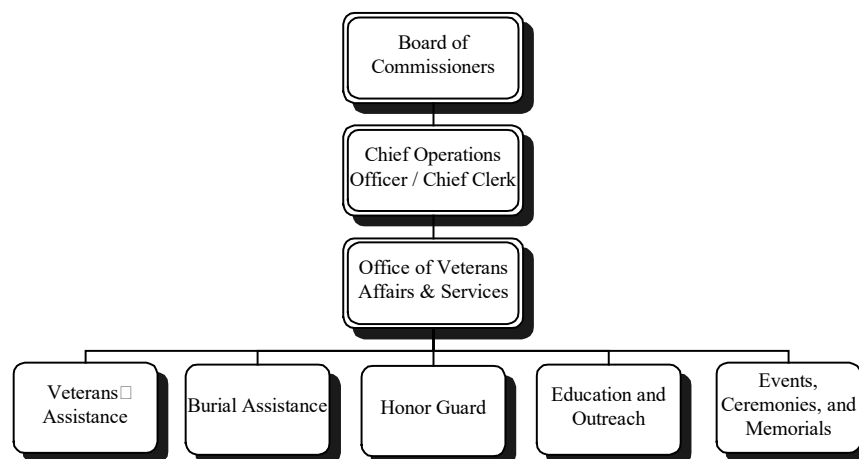 Board of
Commissioners
Chief Operations
Officer / Chief Clerk
Office of Veterans
Affairs & Services
Veterans□
Assistance
Burial Assistance
Honor Guard
Education and
Outreach
Events,
Ceremonies, and
Memorials